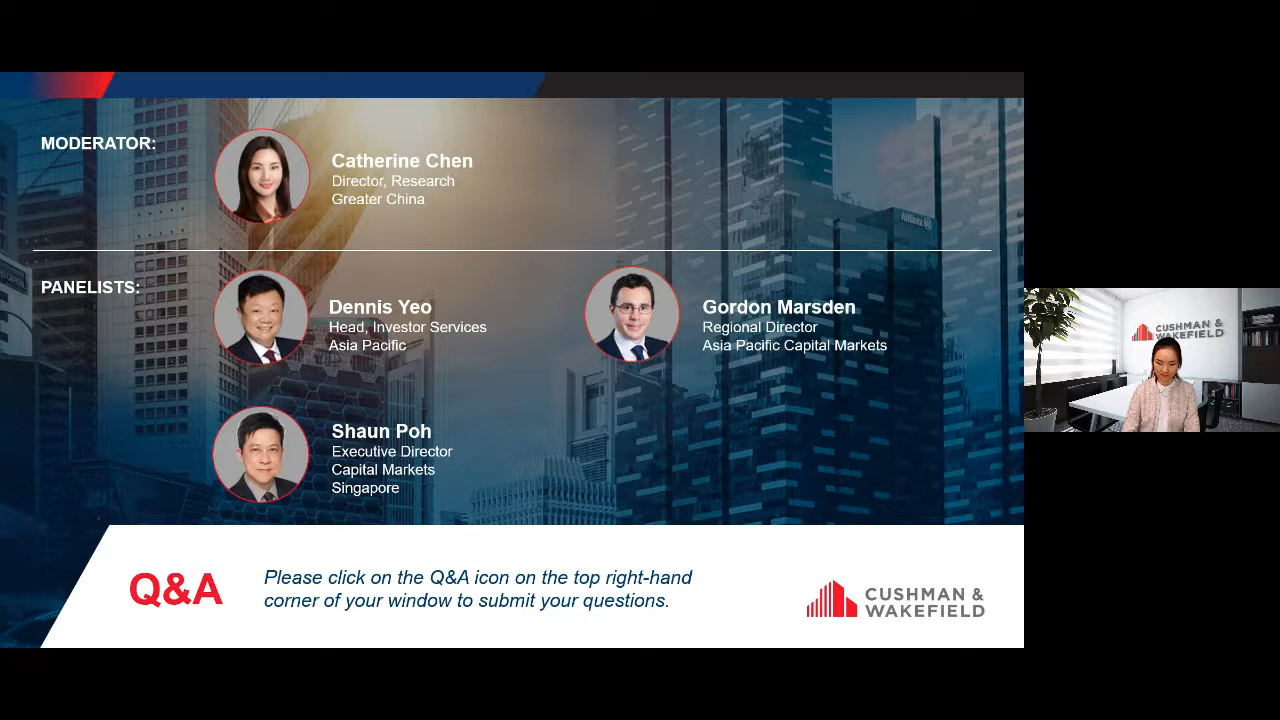 MODERATOR:
Catherine Chen
Director, Research
Greater China
Allianz
PANELISTS:
Dennis Yeo
Head, Investor Services
Asia Pacific
Gordon Marsden
Regional Director
Asia Pacific Capital Markets
Shaun Poh
Executive Director
Capital Markets
Singapore
Q&A
Please click on the Q&A icon on the top right-hand
corner of your window to submit your questions.
CUSHMAN &
WAKEFIELD
CUSHMAN &
WAKEFIELD